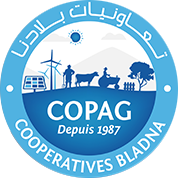 تعاونيات بلادنا
COPAG
Depuis 1987
COOPERATIVES BLADNA